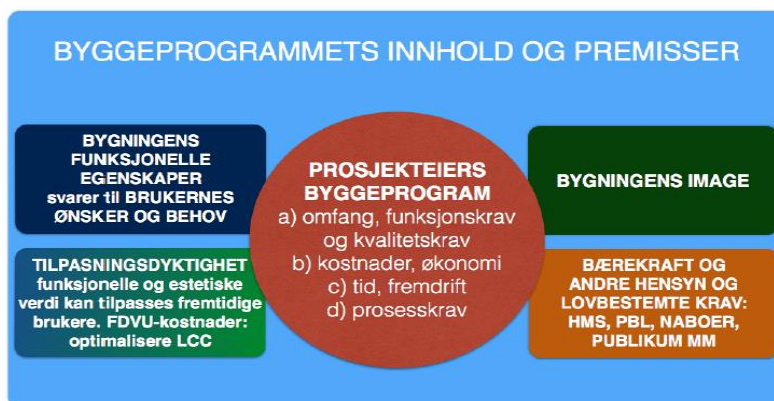 BYGGEPROGRAMMETS INNHOLD OG PREMISSER
BYGNINGENS
FUNKSJONELLE
EGENSKAPER
svarer til BRUKERNES
ØNSKER OG BEHOV
PROSJEKTEIERS
BYGGEPROGRAM
a) omfang, funksjonskrav
og kvalitetskrav
b) kostnader, økonomi
c) tid, fremdrift
d) prosesskrav
BYGNINGENS IMAGE
TILPASNINGSDYKTIGHET
funksjonelle og estetiske
verdi kan tilpasses fremtidige
brukere. FDVU-kostnader:
optimalisere LCC
BÆREKRAFT OG
ANDRE HENSYN OG
LOVBESTEMTE KRAV:
HMS, PBL, NABOER,
PUBLIKUM MM